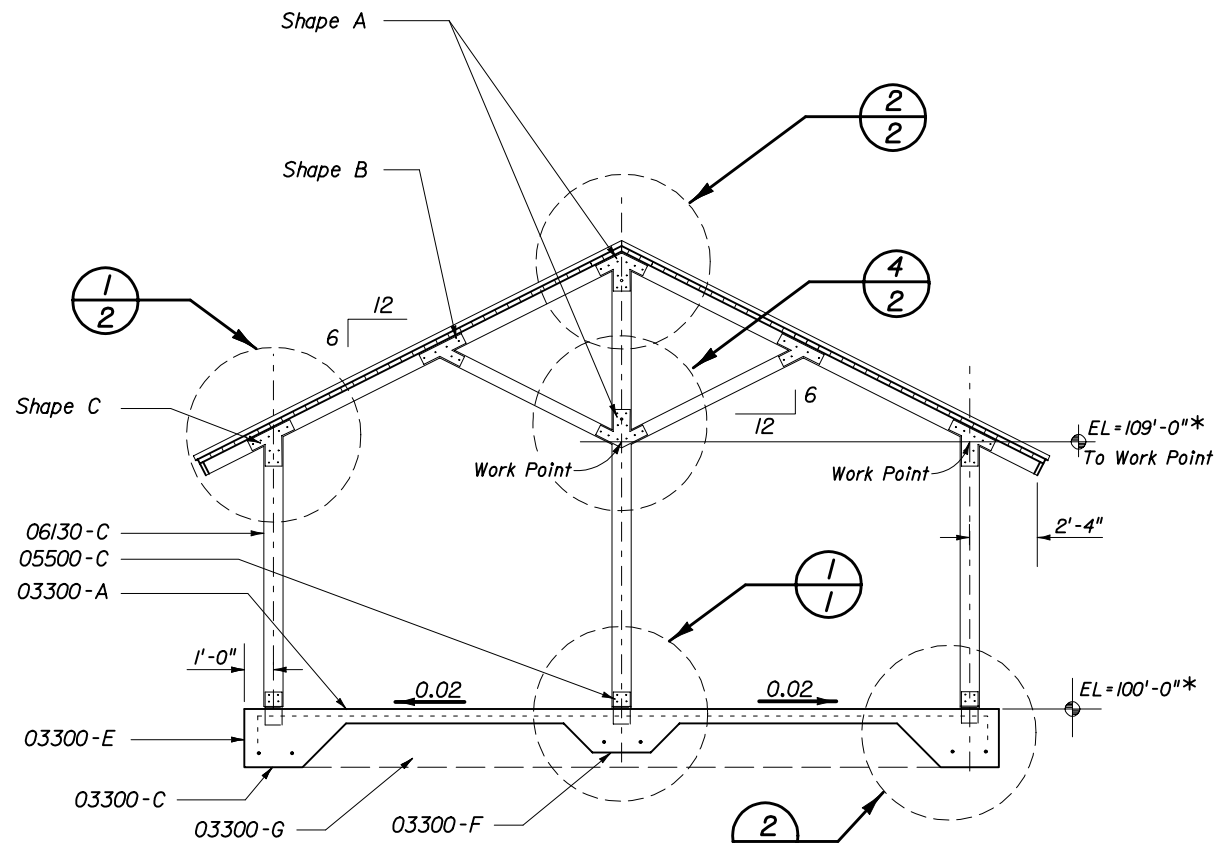 Shape A
2
2
Shape B
4
2
1
2
12
6
6
12
Shape C
EL=109'-0"*
To Work Point
Work Point
Work Point
06130-C
05500-C
03300-A
2'-4"
1
1
1'-0"
0.02
0.02
EL=100'-0"*
03300-E
03300-C
03300-G
03300-F
2